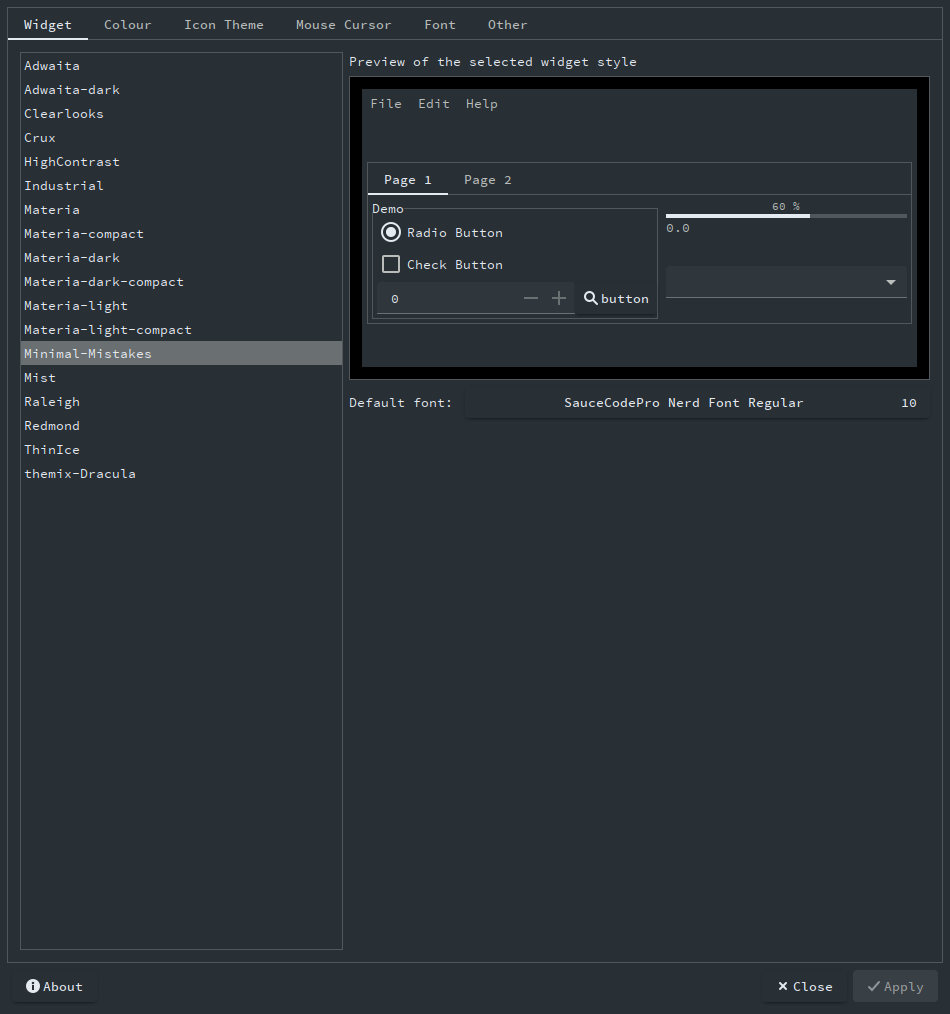 Widget Colour Icon Theme Mouse Cursor Font Other
Adwaita
Adwaita-dark
Clearlooks
Crux
HighContrast
Industrial
Materia
Materia-compact
Materia-dark
Materia-dark-compact
Materia-light
Materia-light-compact
Minimal-Mistakes
Mist
Raleigh
Redmond
ThinIce
themix-Dracula
Preview of the selected widget style
File Edit Help
Page 1 Page 2
Demo
Radio Button
Check Button
0 button
60 %
0.0
Default font: SauceCodePro Nerd Font Regular 10
About Close Apply